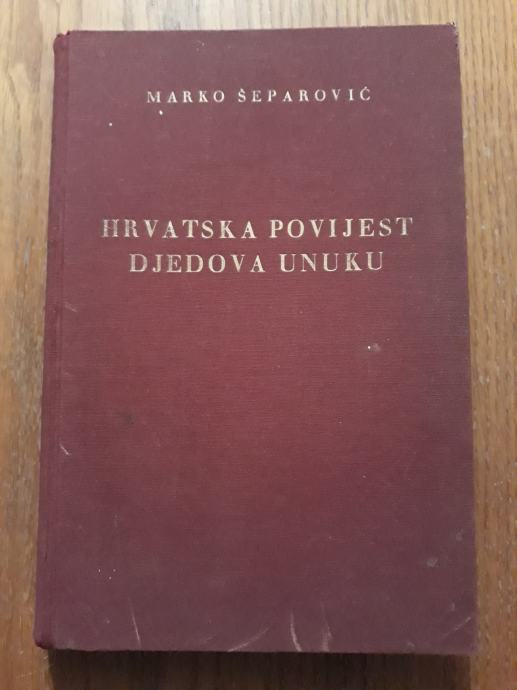 MARKO ŠEPAROVIĆ
HRVATSKA POVIJEST
DJEDOVA UNUKU